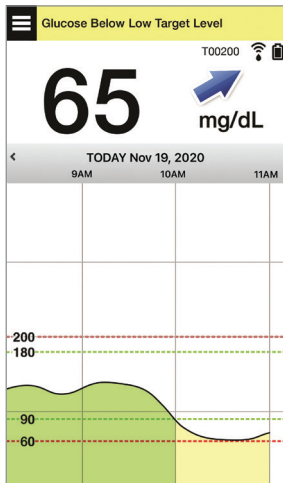 Glucose Below Low Target Level
T00200
65
mg/dL
< TODAY Nov 19, 2020
9AM 10AM 11AM
200
180
90
60